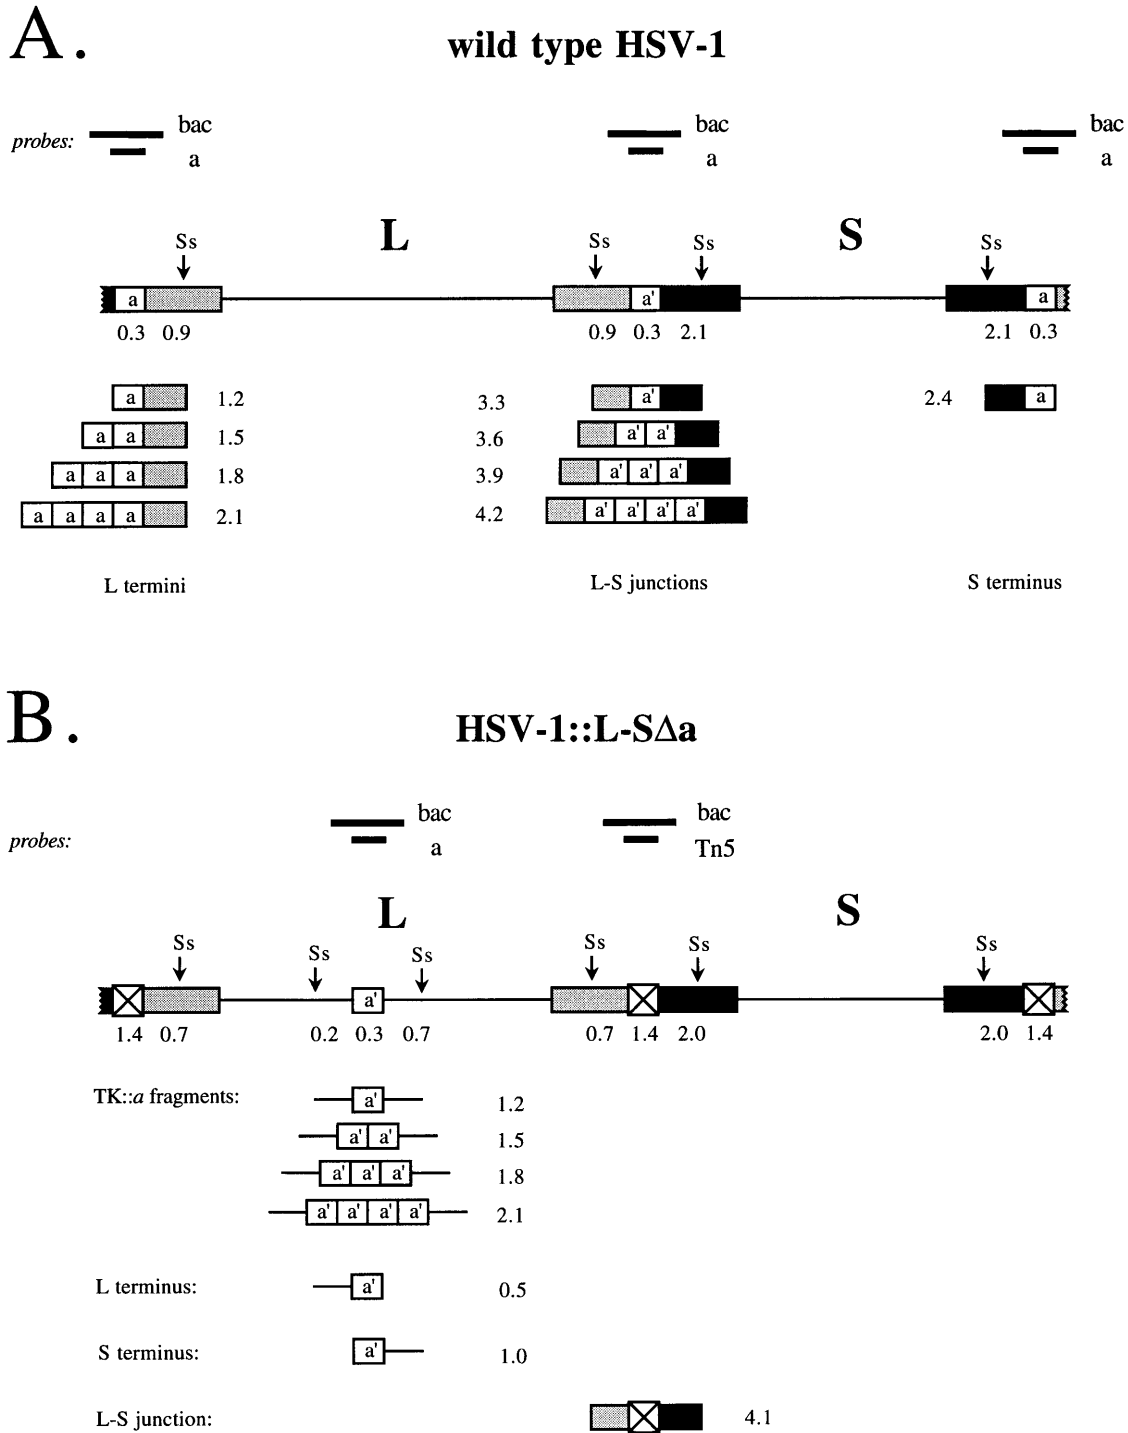 A.
wild type HSV-1
probes: bac bac bac
a a a
L S
Ss Ss Ss Ss
a a' a
0.3 0.9 0.9 0.3 2.1 2.1 0.3
a 1.2 3.3 a' 2.4 a
a a 1.5 3.6 a' a'
a a a 1.8 3.9 a' a' a'
a a a a 2.1 4.2 a' a' a' a'
L termini L-S junctions S terminus
B.
HSV-1::L-SΔa
probes: bac bac
a Tn5
L S
Ss Ss Ss Ss Ss Ss
a'
1.4 0.7 0.2 0.3 0.7 0.7 1.4 2.0 2.0 1.4
TK::a fragments: a' 1.2
a' a' 1.5
a' a' a' 1.8
a' a' a' a' 2.1
L terminus: a' 0.5
S terminus: a' 1.0
L-S junction: 4.1